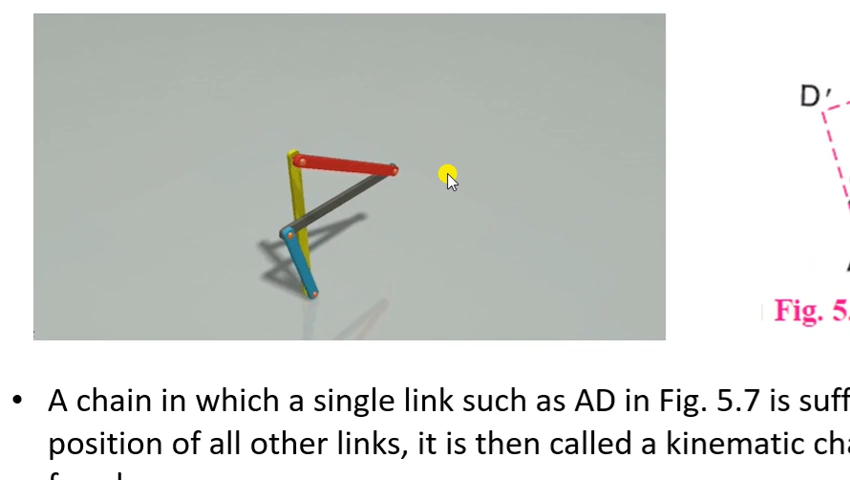 D′
Fig. 5.
• A chain in which a single link such as AD in Fig. 5.7 is suff
position of all other links, it is then called a kinematic cha